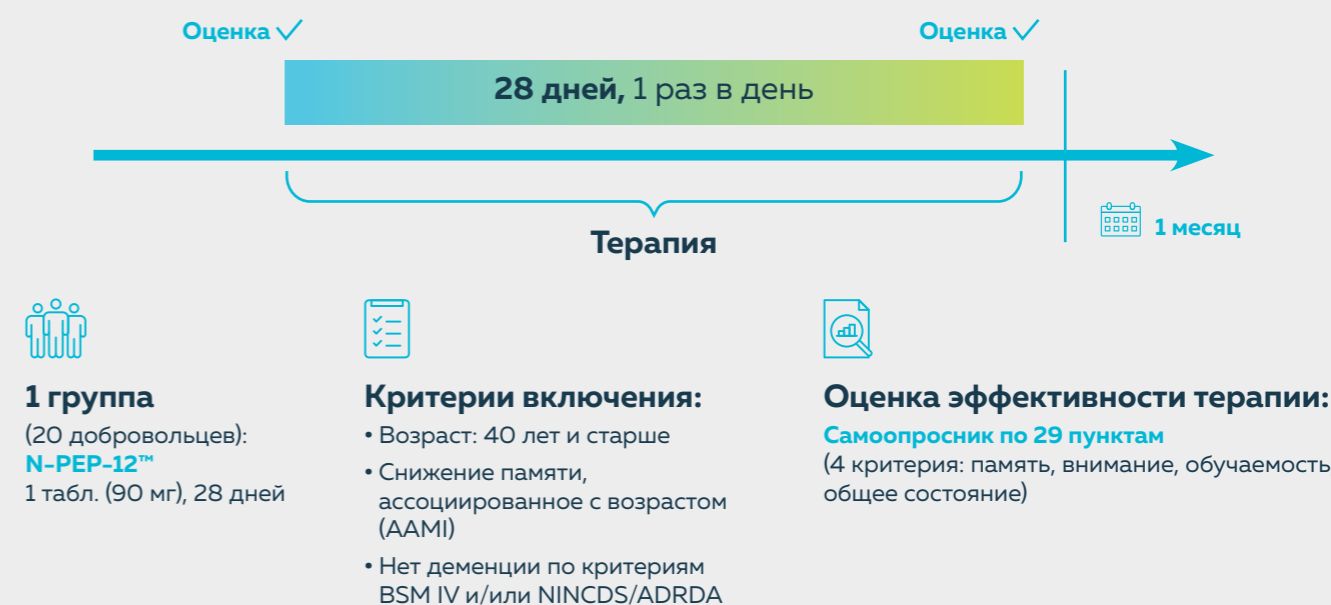 Оценка
Оценка
28 дней, 1 раз в день
Терапия
1 месяц
1 группа
(20 добровольцев):
N-PEP-12™
1 табл. (90 мг), 28 дней
Критерии включения:
• Возраст: 40 лет и старше
• Снижение памяти,
ассоциированное с возрастом
(AAMI)
• Нет деменции по критериям
BSM IV и/или NINCDS/ADRDA
Оценка эффективности терапии:
Самоопросник по 29 пунктам
(4 критерия: память, внимание, обучаемость
общее состояние)